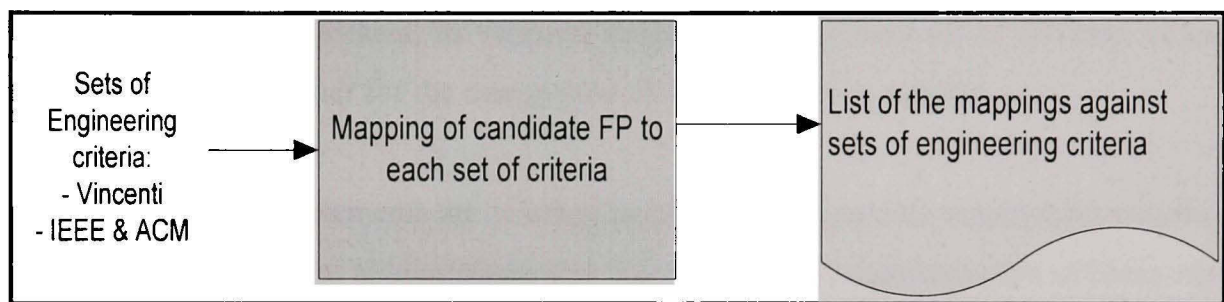 Sets of
Engineering
criteria:
- Vincenti
- IEEE & ACM
Mapping of candidate FP to
each set of criteria
List of the mappings against
sets of engineering criteria